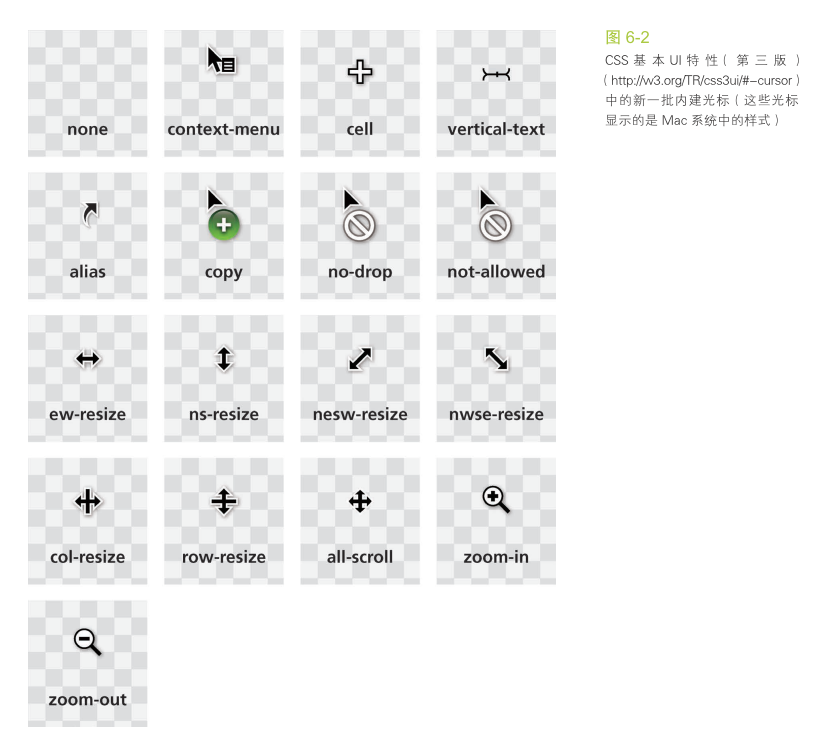 none
context-menu
cell
vertical-text
alias
copy
no-drop
not-allowed
ew-resize
ns-resize
nesw-resize
nwse-resize
col-resize
row-resize
all-scroll
zoom-in
zoom-out
图 6-2
CSS 基本 UI 特性（第三版）
（http://w3.org/TR/css3ui/#-cursor）
中的新一批内建光标（这些光标
显示的是 Mac 系统中的样式）